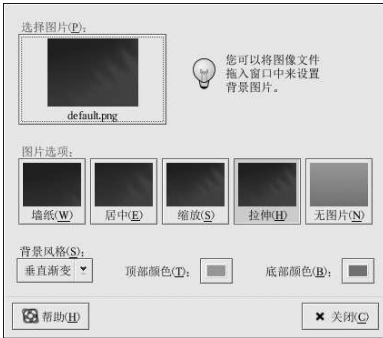 选择图片(P):
default.png
您可以将图像文件
拖入窗口中来设置
背景图片。
图片选项:
墙纸(W) 居中(E) 缩放(S) 拉伸(H) 无图片(N)
背景风格(S):
垂直渐变 顶部颜色(T): 底部颜色(B):
帮助(H) 关闭(C)